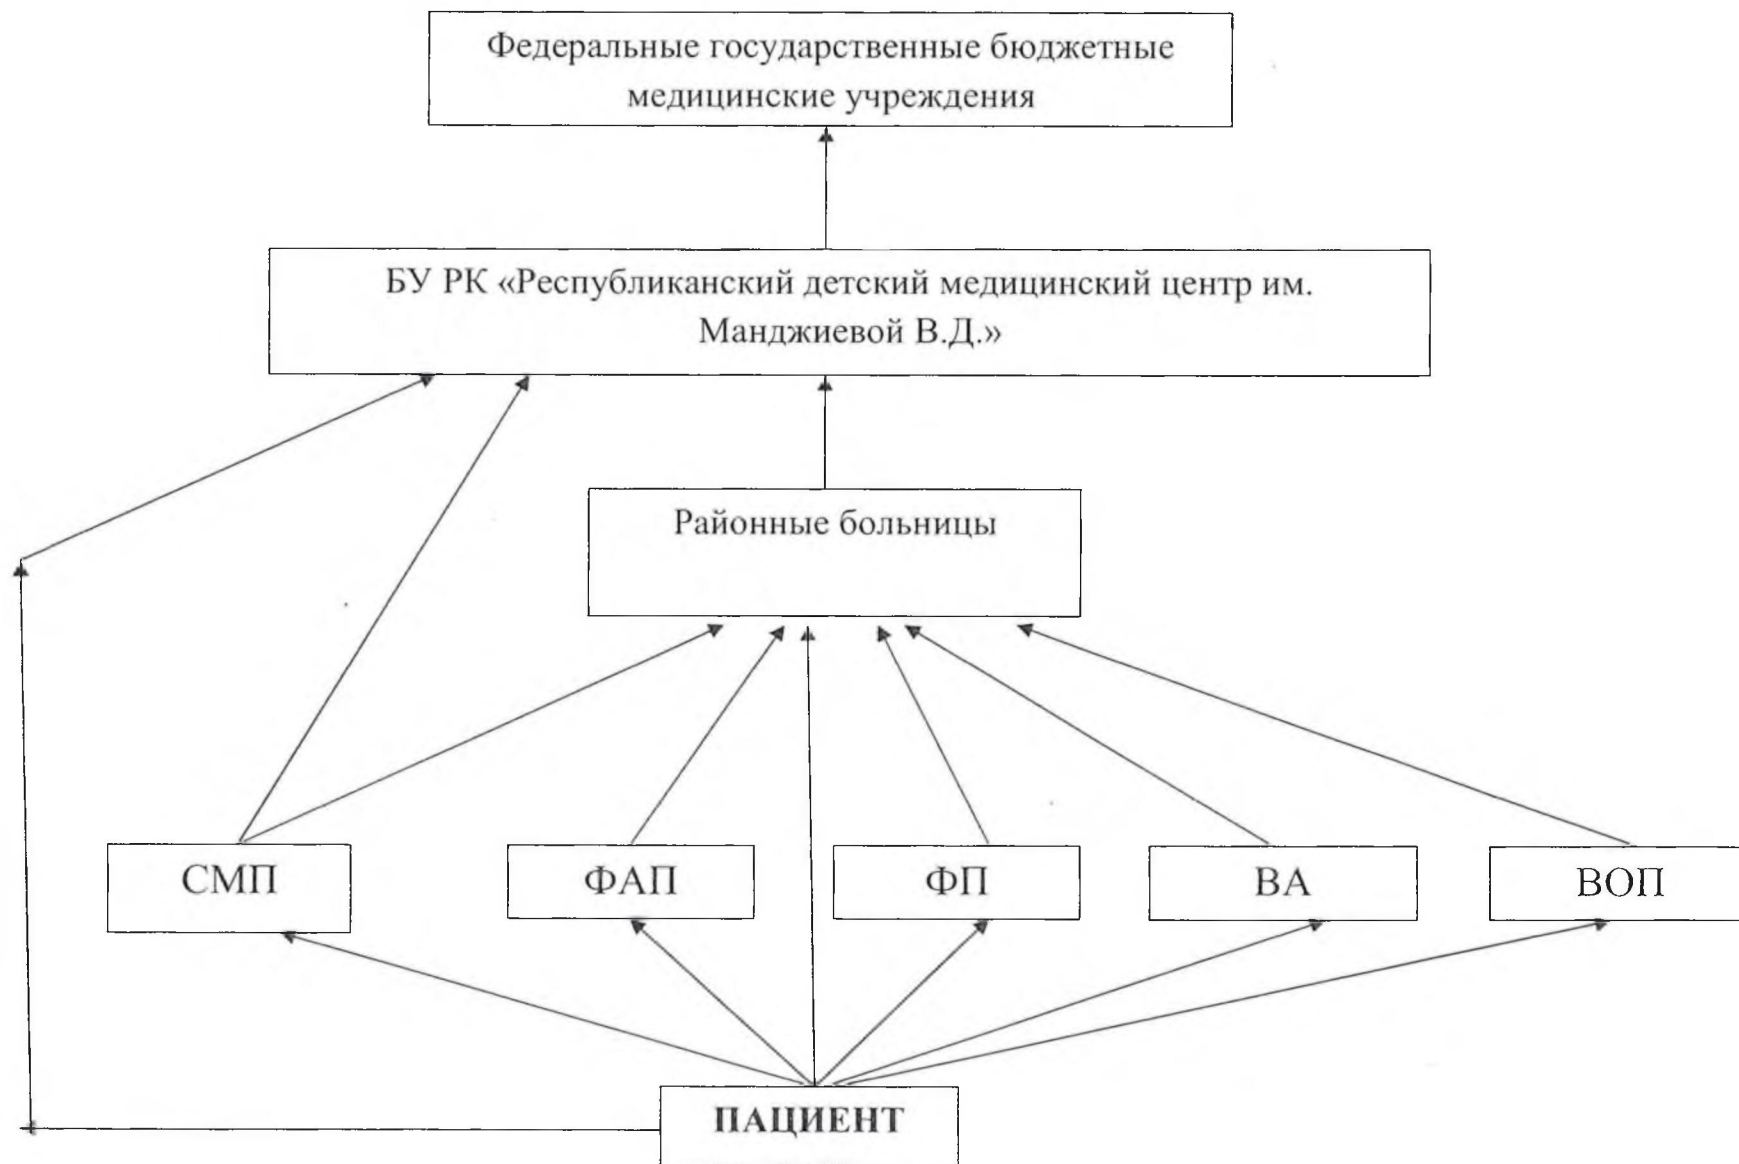 Федеральные государственные бюджетные
медицинские учреждения
БУ РК «Республиканский детский медицинский центр им.
Манджиевой В.Д.»
Районные больницы
СМП
ФАП
ФП
ВА
ВОП
ПАЦИЕНТ